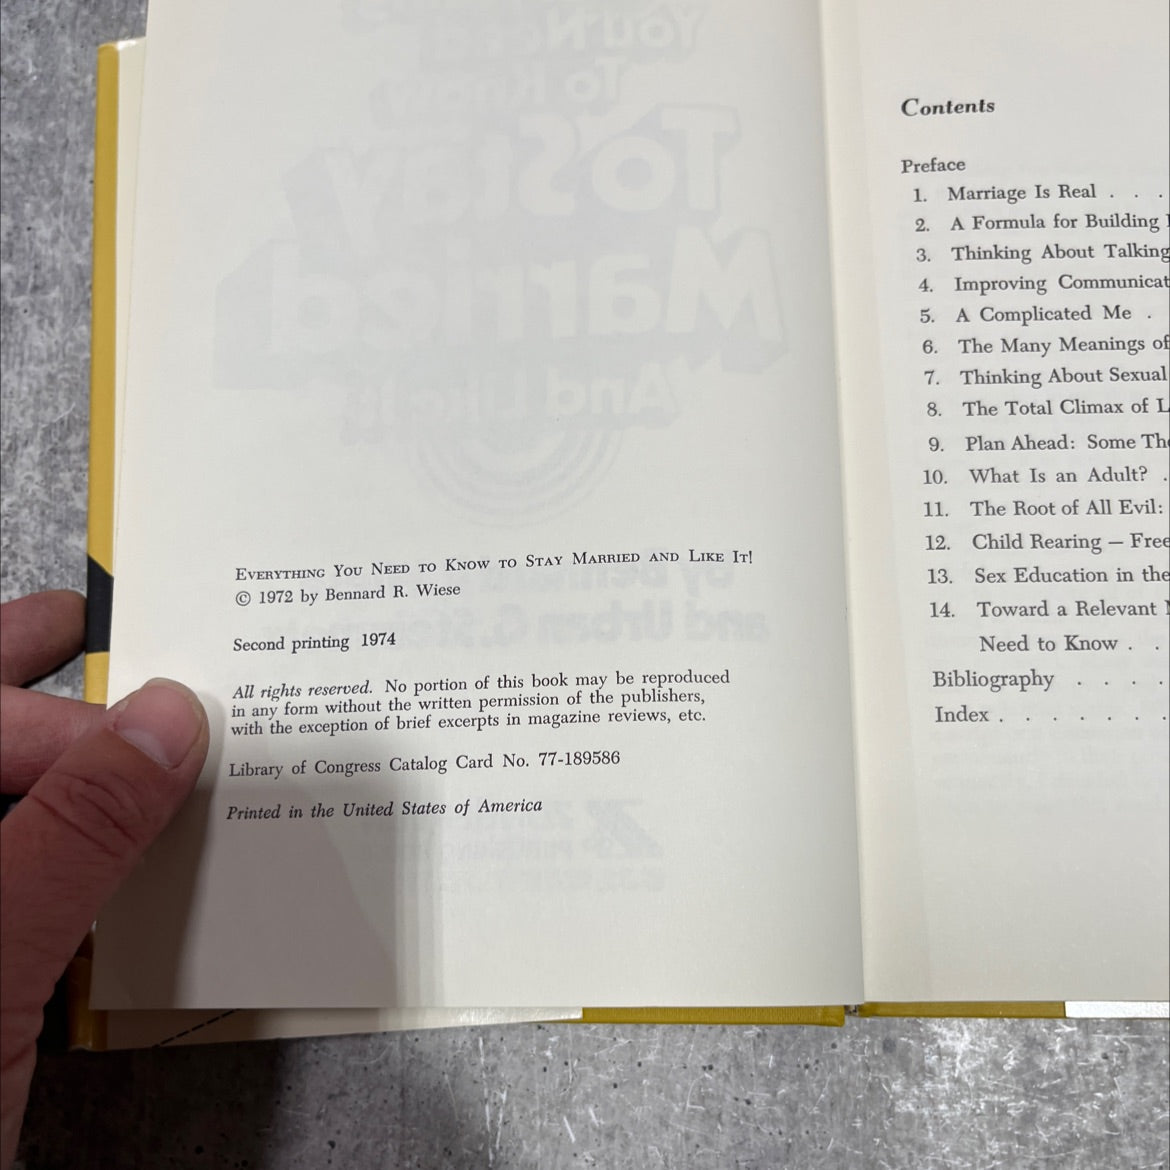 Everything You Need to Know to Stay Married and Like It!
© 1972 by Bennard R. Wiese
Second printing 1974
All rights reserved. No portion of this book may be reproduced
in any form without the written permission of the publishers,
with the exception of brief excerpts in magazine reviews, etc.
Library of Congress Catalog Card No. 77-189586
Printed in the United States of America
Contents
Preface
1. Marriage Is Real . .
2. A Formula for Building
3. Thinking About Talking
4. Improving Communicat
5. A Complicated Me .
6. The Many Meanings of
7. Thinking About Sexual
8. The Total Climax of L
9. Plan Ahead: Some Tho
10. What Is an Adult? .
11. The Root of All Evil:
12. Child Rearing — Free
13. Sex Education in the
14. Toward a Relevant
Need to Know . .
Bibliography . . . .
Index . . . . . . .